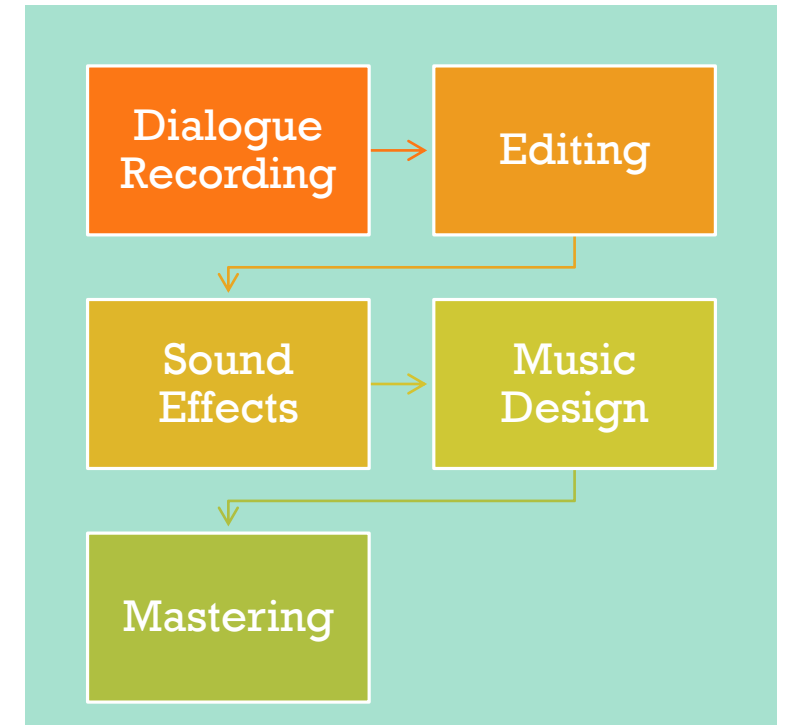 Dialogue
Recording
Editing
Sound
Effects
Music
Design
Mastering